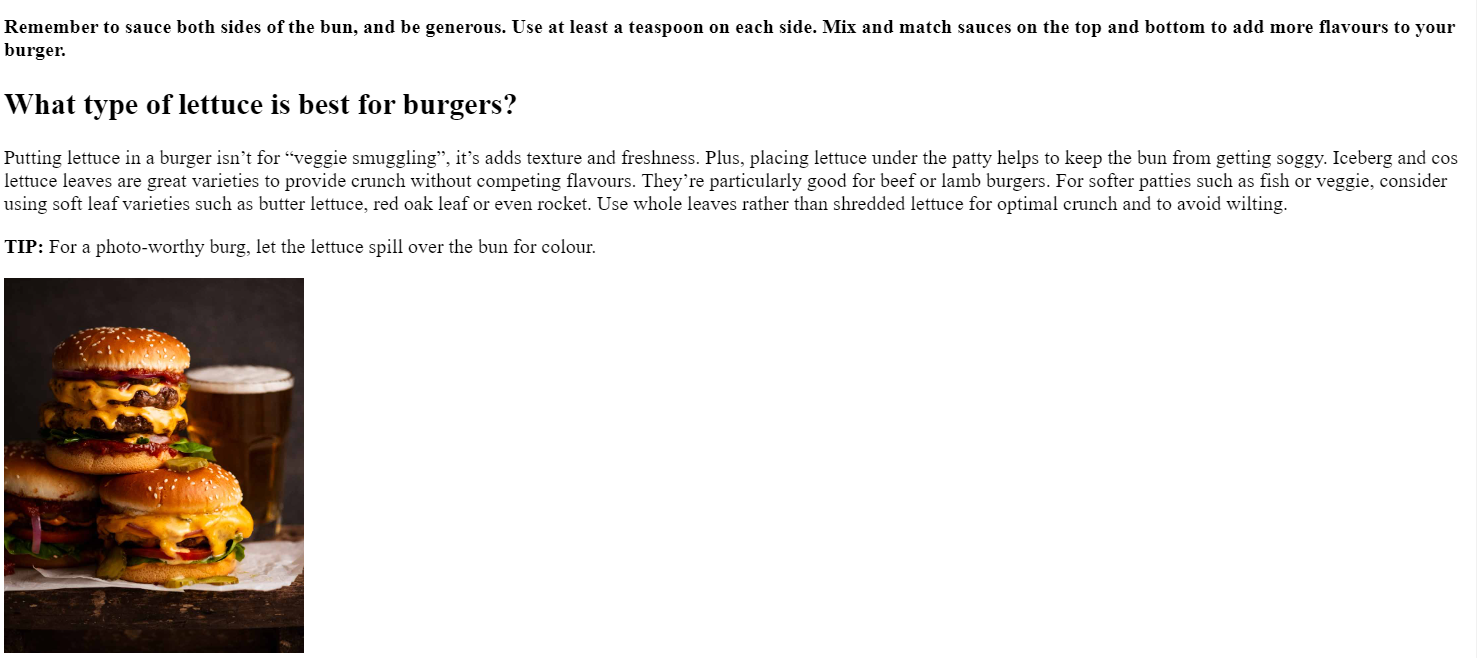 Remember to sauce both sides of the bun, and be generous. Use at least a teaspoon on each side. Mix and match sauces on the top and bottom to add more flavours to your
burger.
What type of lettuce is best for burgers?
Putting lettuce in a burger isn’t for “veggie smuggling”, it’s adds texture and freshness. Plus, placing lettuce under the patty helps to keep the bun from getting soggy. Iceberg and cos
lettuce leaves are great varieties to provide crunch without competing flavours. They’re particularly good for beef or lamb burgers. For softer patties such as fish or veggie, consider
using soft leaf varieties such as butter lettuce, red oak leaf or even rocket. Use whole leaves rather than shredded lettuce for optimal crunch and to avoid wilting.
TIP: For a photo-worthy burg, let the lettuce spill over the bun for colour.